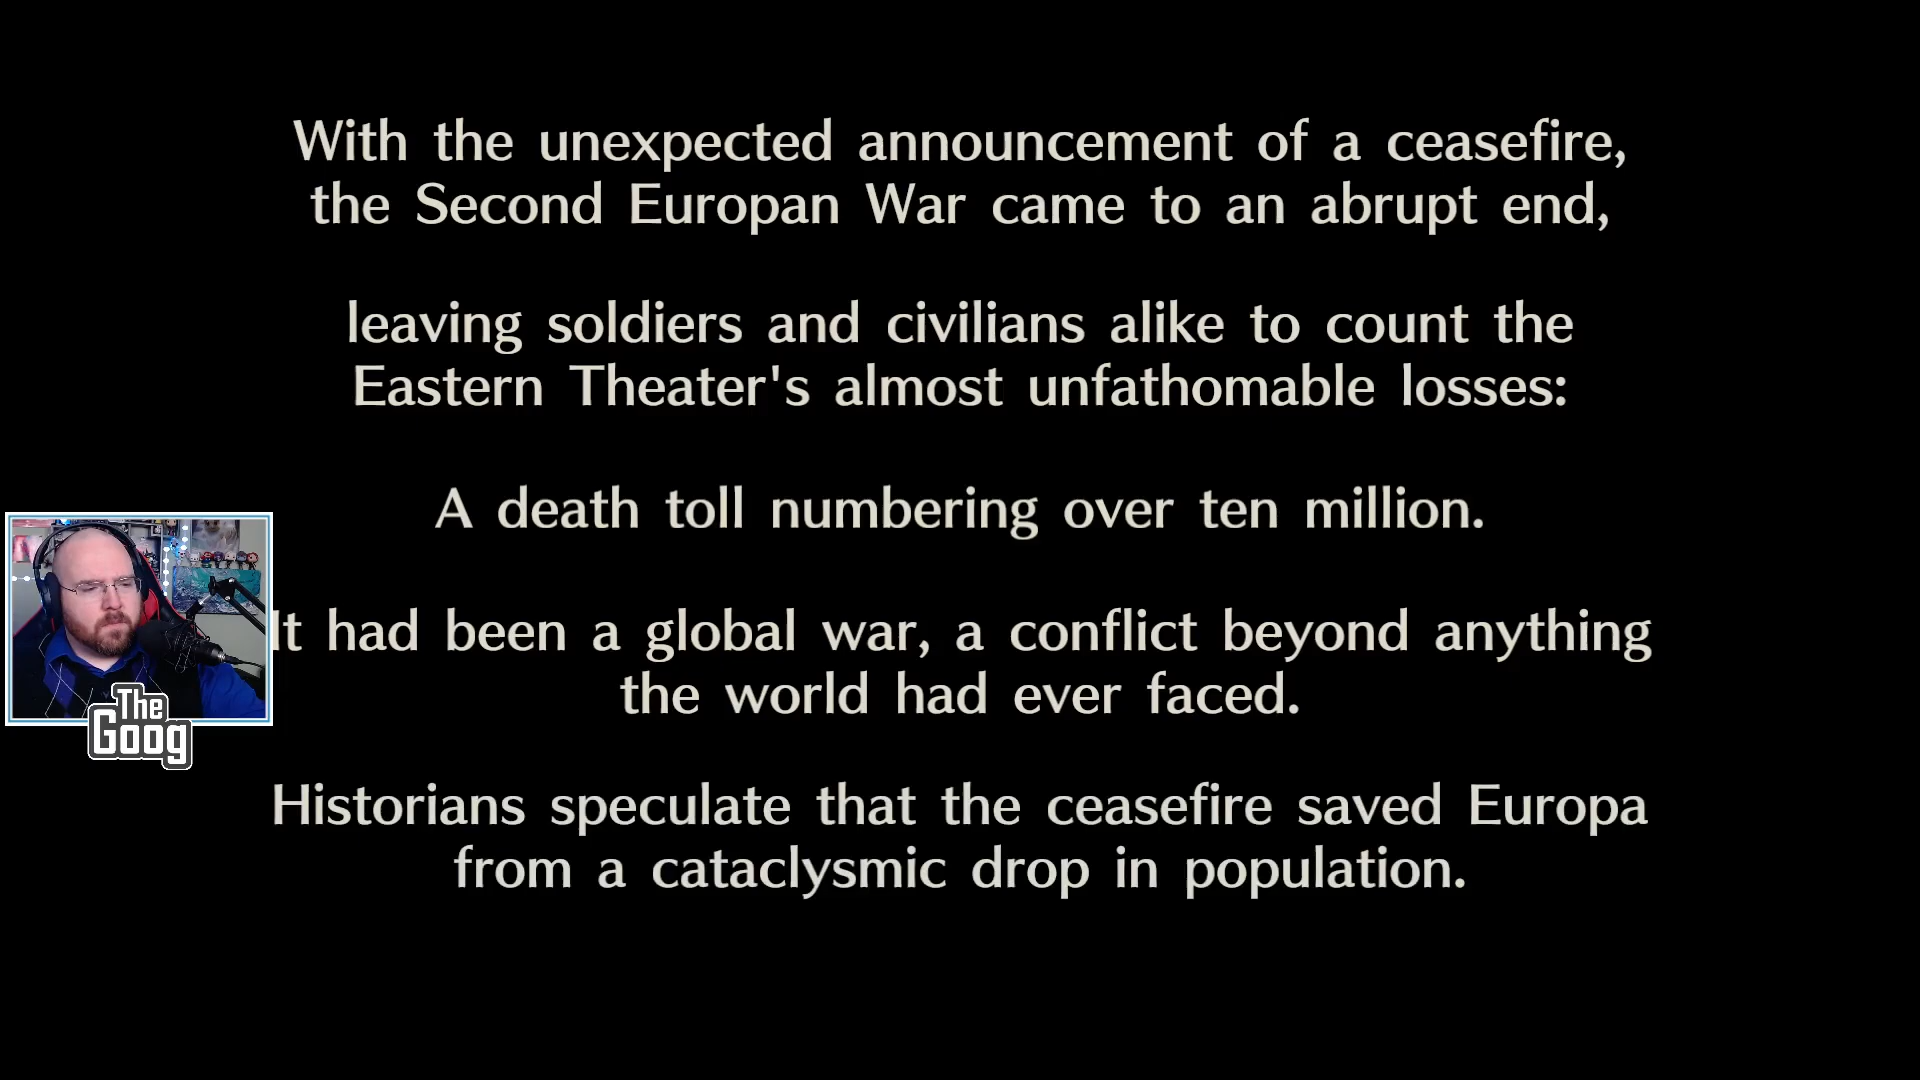 With the unexpected announcement of a ceasefire,
the Second Europan War came to an abrupt end,
leaving soldiers and civilians alike to count the
Eastern Theater's almost unfathomable losses:
A death toll numbering over ten million.
It had been a global war, a conflict beyond anything
the world had ever faced.
Historians speculate that the ceasefire saved Europa
from a cataclysmic drop in population.
The
Goog